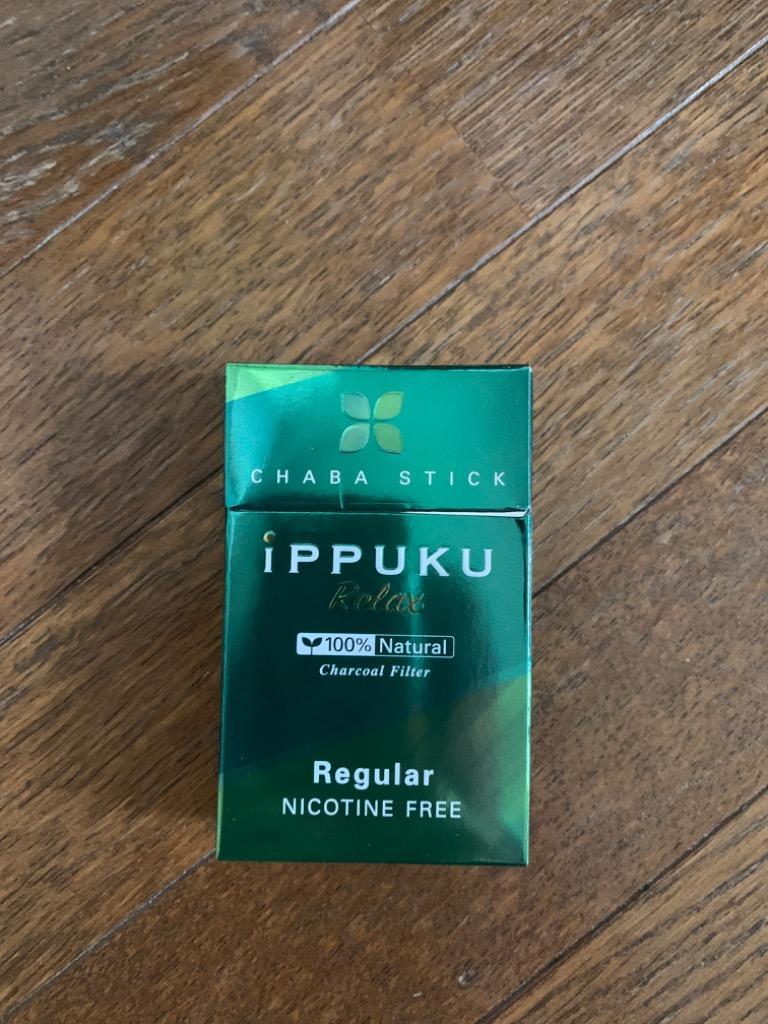 CHABA STICK
iPPUKU
Relax
100% Natural
Charcoal Filter
Regular
NICOTINE FREE